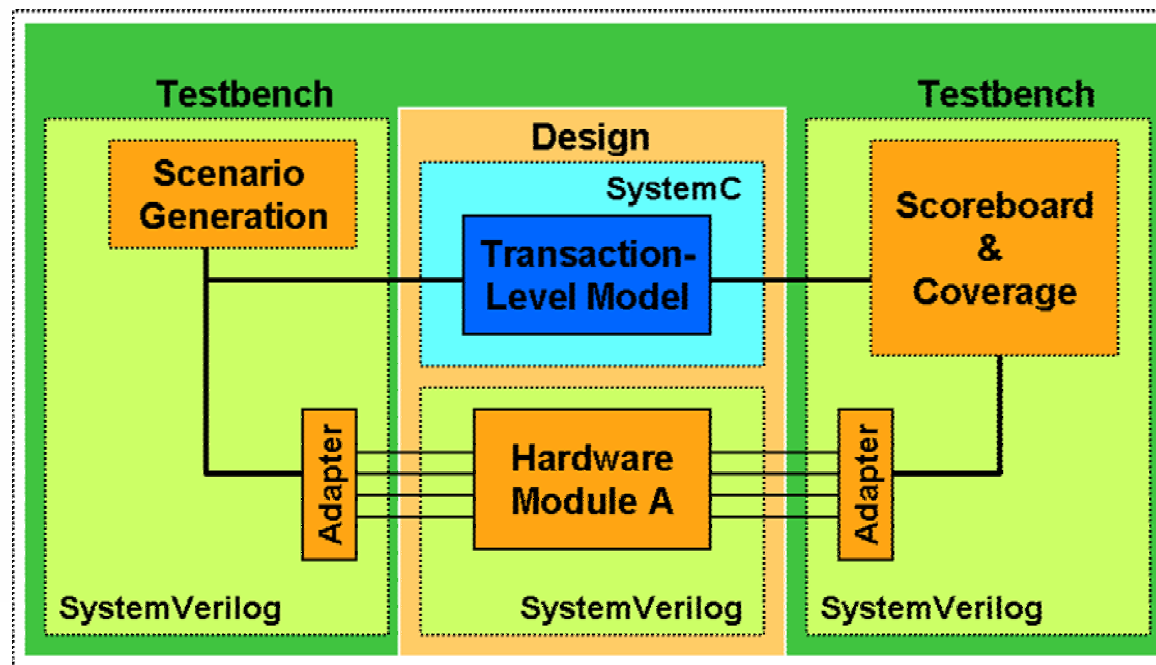 Testbench
Scenario
Generation
Adapter
SystemVerilog
Design
SystemC
Transaction-
Level Model
Hardware
Module A
SystemVerilog
Testbench
Scoreboard
&
Coverage
Adapter
SystemVerilog